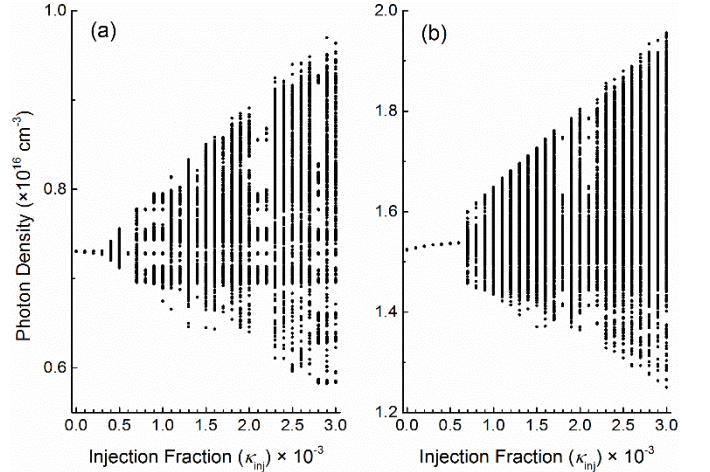 (a)
(b)
Photon Density (×10¹⁶ cm⁻³)
1.0
0.8
0.6
2.0
1.8
1.6
1.4
1.2
0.0 0.5 1.0 1.5 2.0 2.5 3.0
0.0 0.5 1.0 1.5 2.0 2.5 3.0
Injection Fraction (κinj) × 10⁻³
Injection Fraction (κinj) × 10⁻³